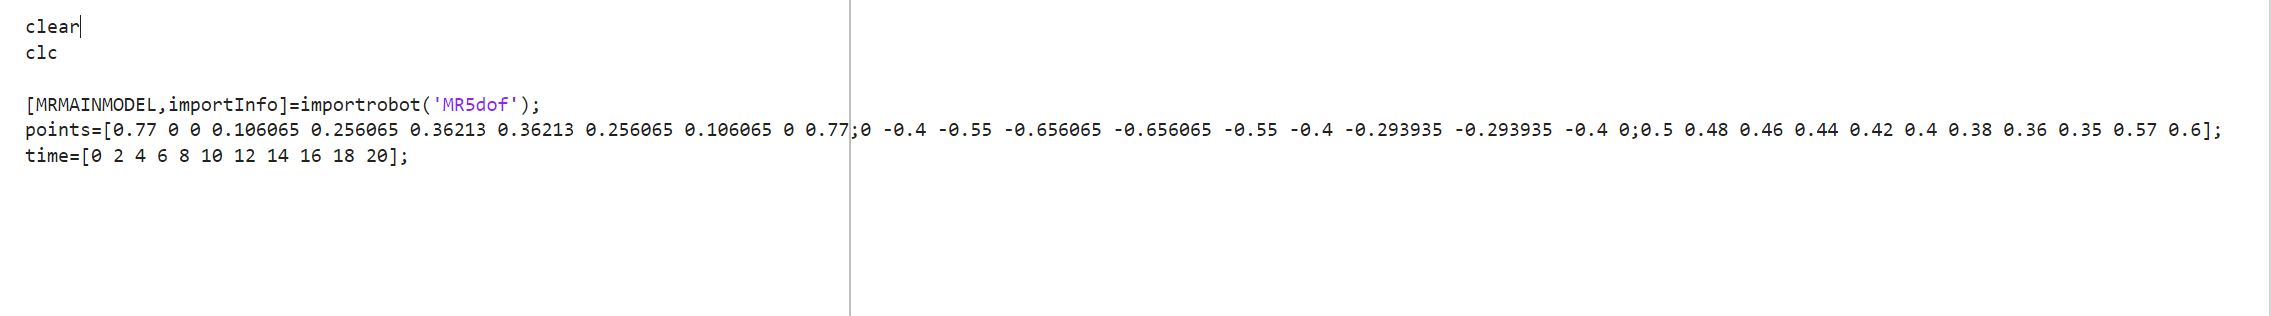 clear
clc
[MRMAINMODEL,importInfo]=importrobot('MR5dof');
points=[0.77 0 0 0.106065 0.256065 0.36213 0.36213 0.256065 0.106065 0 0.77;0 -0.4 -0.55 -0.656065 -0.656065 -0.55 -0.4 -0.293935 -0.293935 -0.4 0;0.5 0.48 0.46 0.44 0.42 0.4 0.38 0.36 0.35 0.57 0.6];
time=[0 2 4 6 8 10 12 14 16 18 20];